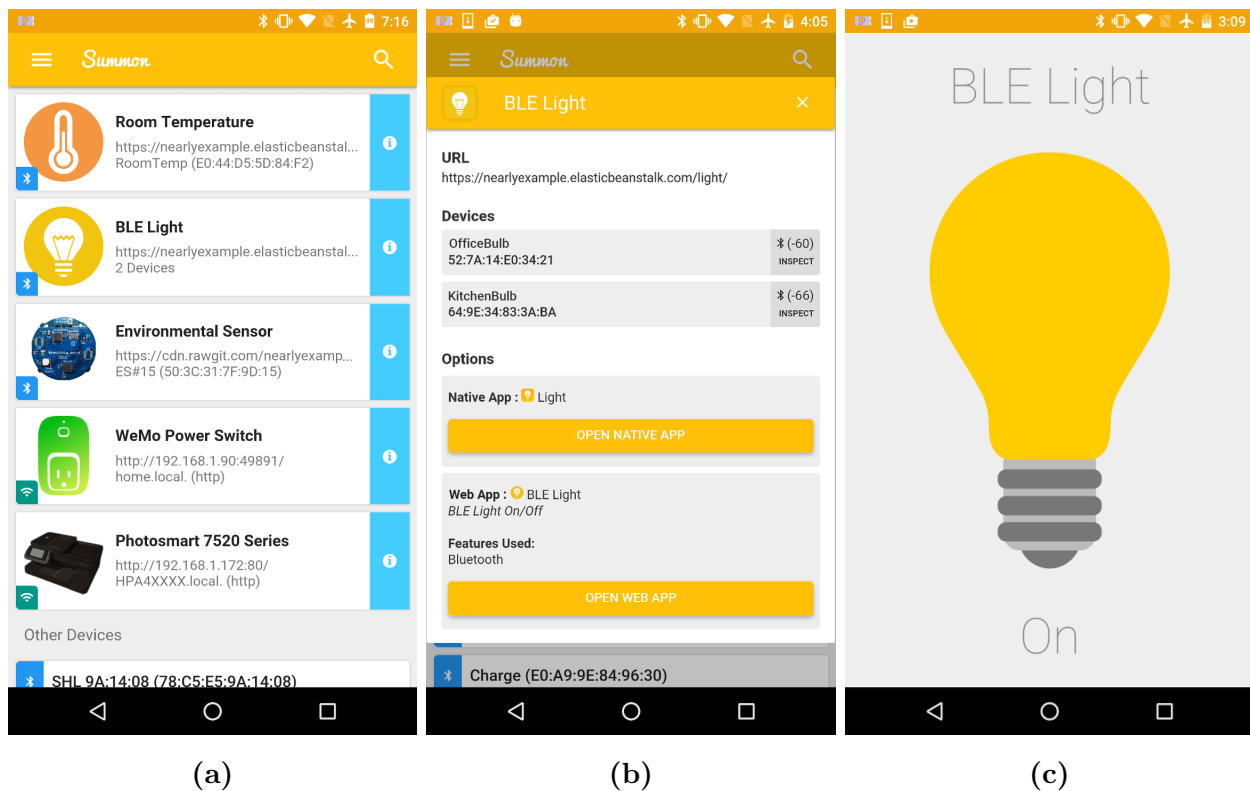 7:16
Summon
Room Temperature
https://nearlyexample.elasticbeanstal...
RoomTemp (E0:44:D5:5D:84:F2)
BLE Light
https://nearlyexample.elasticbeanstal...
2 Devices
Environmental Sensor
https://cdn.rawgit.com/nearlyexamp...
ES#15 (50:3C:31:7F:9D:15)
WeMo Power Switch
http://192.168.1.90:49891/
home.local. (http)
Photosmart 7520 Series
http://192.168.1.172:80/
HPA4XXXX.local. (http)
Other Devices
SHL 9A:14:08 (78:C5:E5:9A:14:08)
(a)
4:05
Summon
BLE Light
URL
https://nearlyexample.elasticbeanstalk.com/light/
Devices
OfficeBulb
(-60)
52:7A:14:E0:34:21
INSPECT
KitchenBulb
(-66)
64:9E:34:83:3A:BA
INSPECT
Options
Native App : Light
OPEN NATIVE APP
Web App : BLE Light
BLE Light On/Off
Features Used:
Bluetooth
OPEN WEB APP
Charge (E0:A9:9E:84:96:30)
(b)
3:09
BLE Light
On
(c)